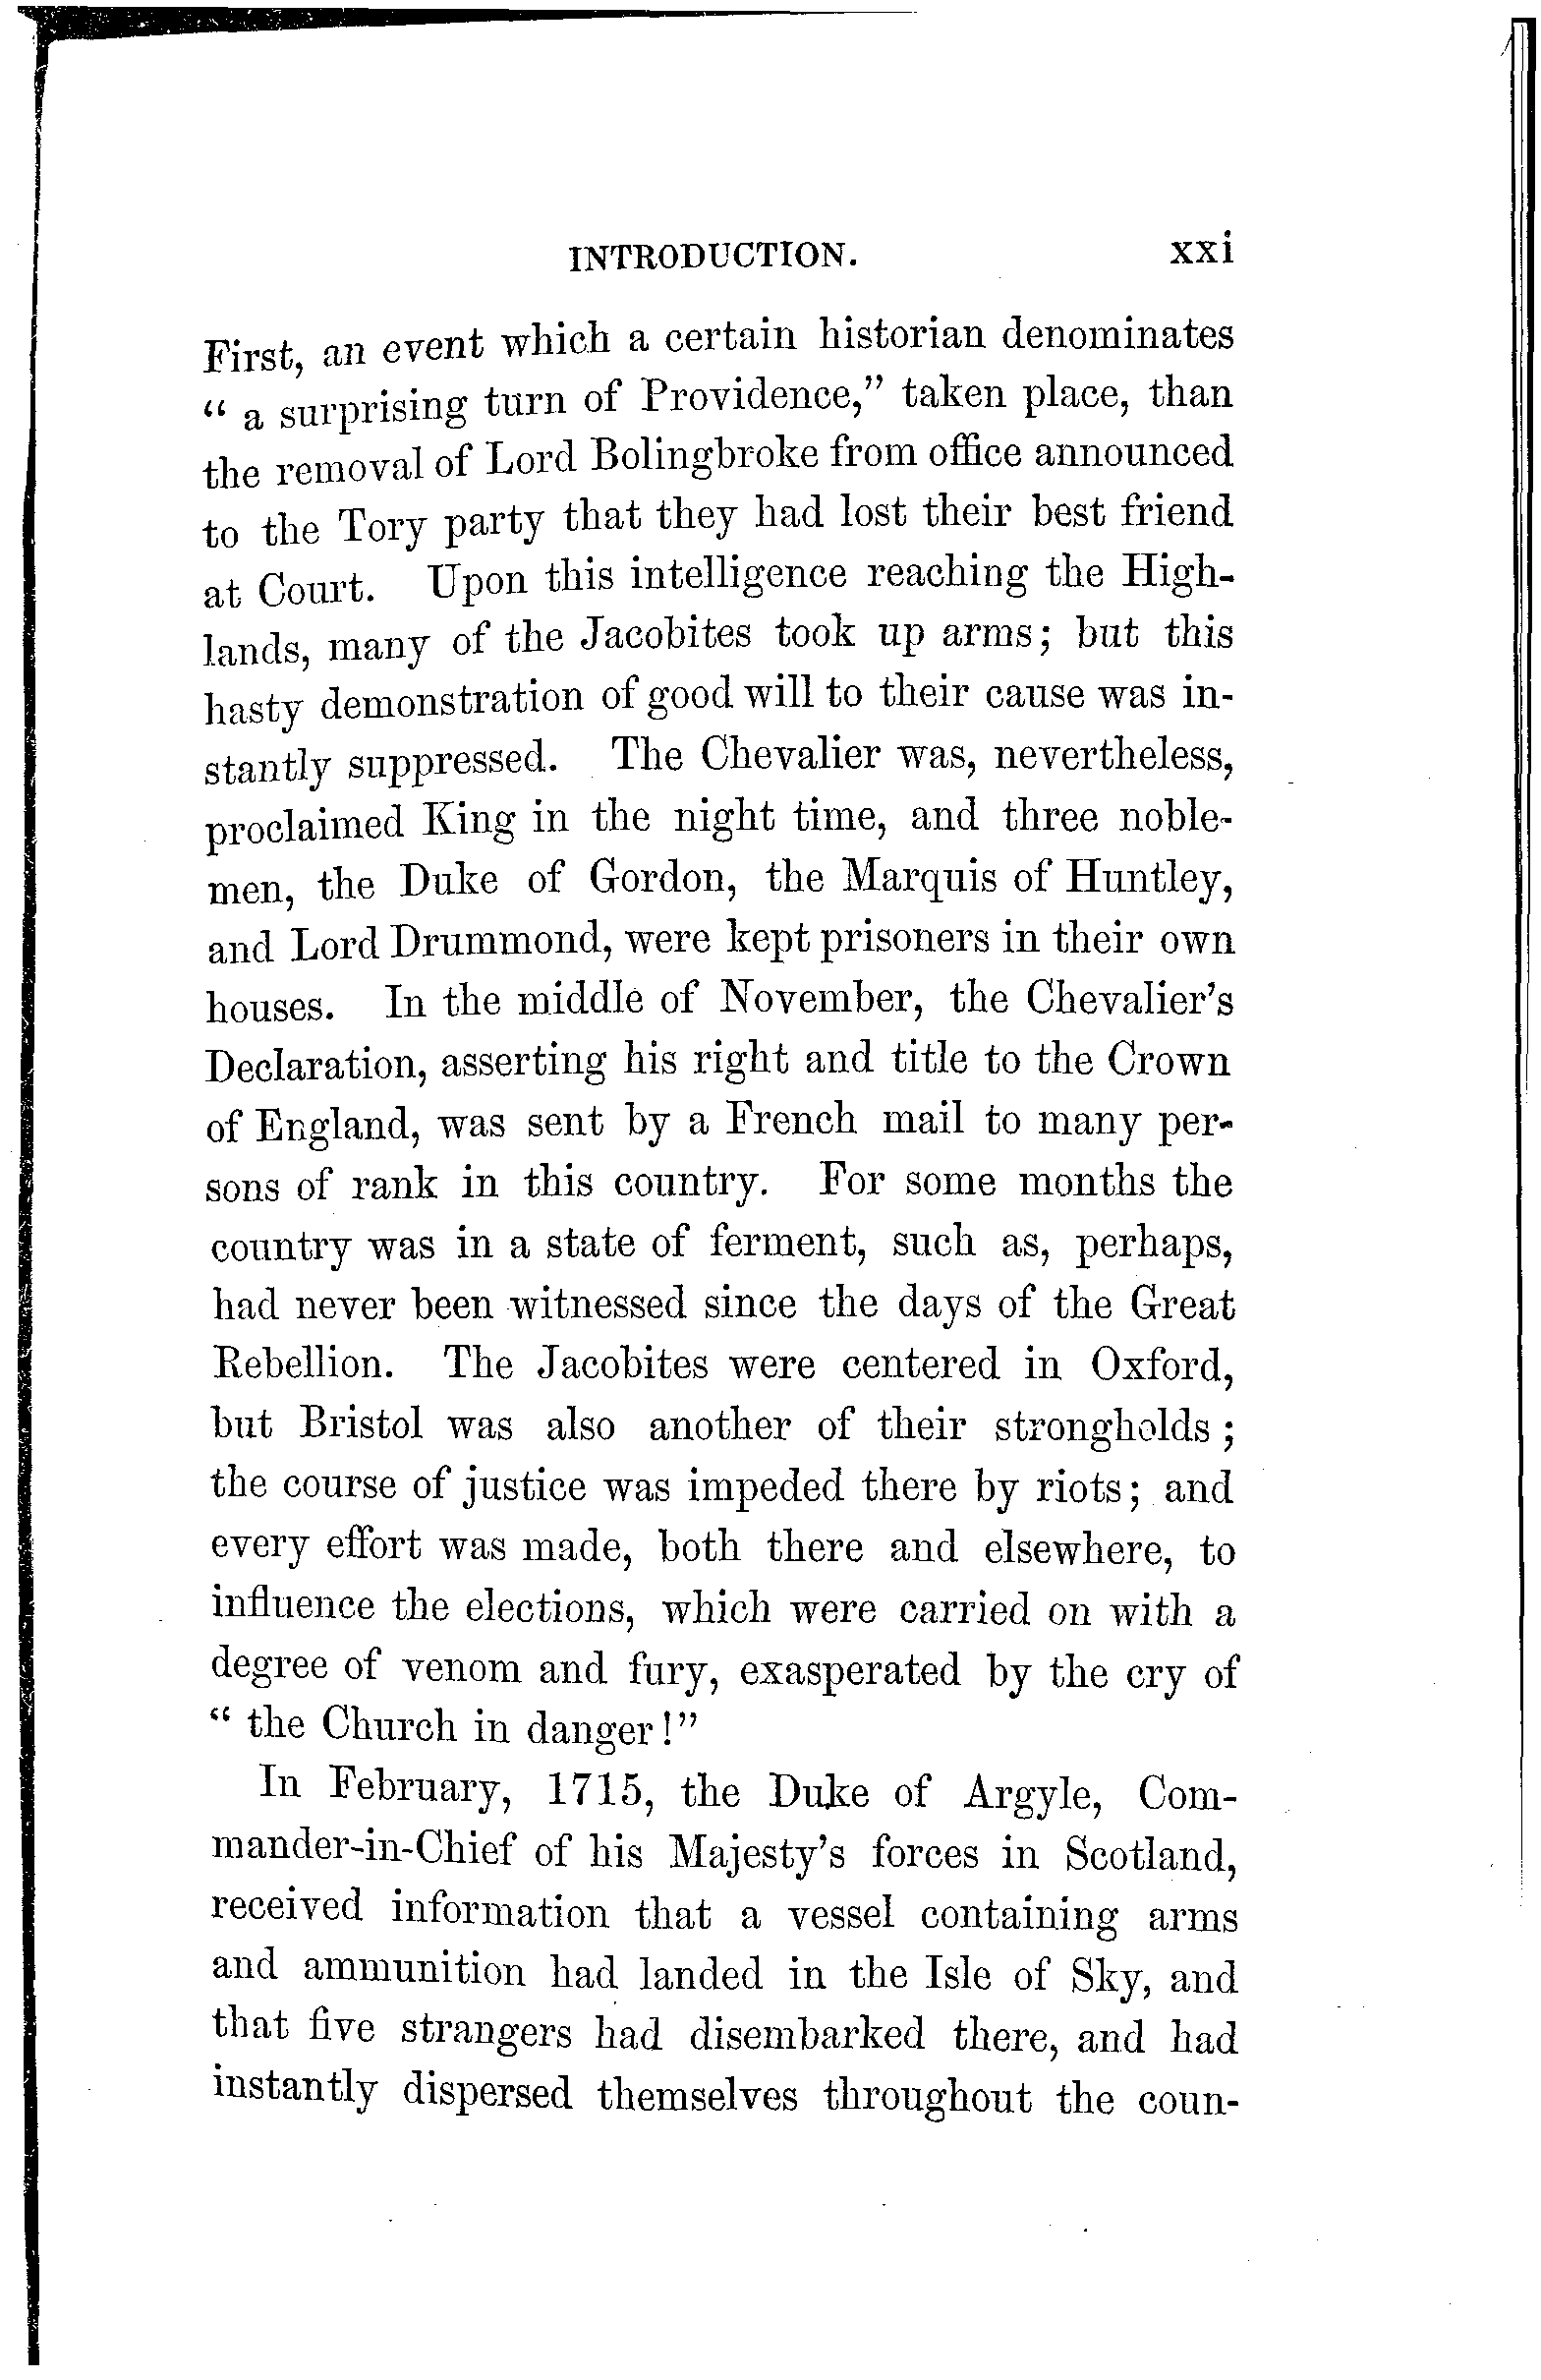 INTRODUCTION. xxi
First, an event which a certain historian denominates
" a surprising turn of Providence," taken place, than
the removal of Lord Bolingbroke from office announced
to the Tory party that they had lost their best friend
at Court. Upon this intelligence reaching the High-
lands, many of the Jacobites took up arms; but this
hasty demonstration of good will to their cause was in-
stantly suppressed. The Chevalier was, nevertheless,
proclaimed King in the night time, and three noble-
men, the Duke of Gordon, the Marquis of Huntley,
and Lord Drummond, were kept prisoners in their own
houses. In the middle of November, the Chevalier's
Declaration, asserting his right and title to the Crown
of England, was sent by a French mail to many per-
sons of rank in this country. For some months the
country was in a state of ferment, such as, perhaps,
had never been witnessed since the days of the Great
Rebellion. The Jacobites were centered in Oxford,
but Bristol was also another of their strongholds ;
the course of justice was impeded there by riots; and
every effort was made, both there and elsewhere, to
influence the elections, which were carried on with a
degree of venom and fury, exasperated by the cry of
" the Church in danger!"
In February, 1715, the Duke of Argyle, Com-
mander-in-Chief of his Majesty's forces in Scotland,
received information that a vessel containing arms
and ammunition had landed in the Isle of Sky, and
that five strangers had disembarked there, and had
instantly dispersed themselves throughout the coun-